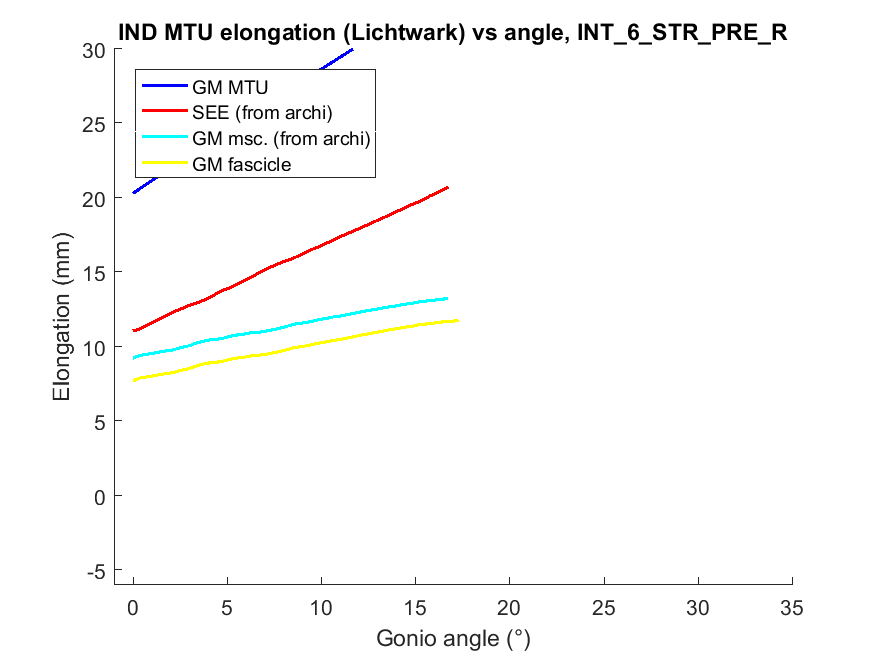 IND MTU elongation (Lichtwark) vs angle, INT_6_STR_PRE_R
30
25
20
15
10
5
0
-5
Elongation (mm)
GM MTU
SEE (from archi)
GM msc. (from archi)
GM fascicle
0 5 10 15 20 25 30 35
Gonio angle (°)